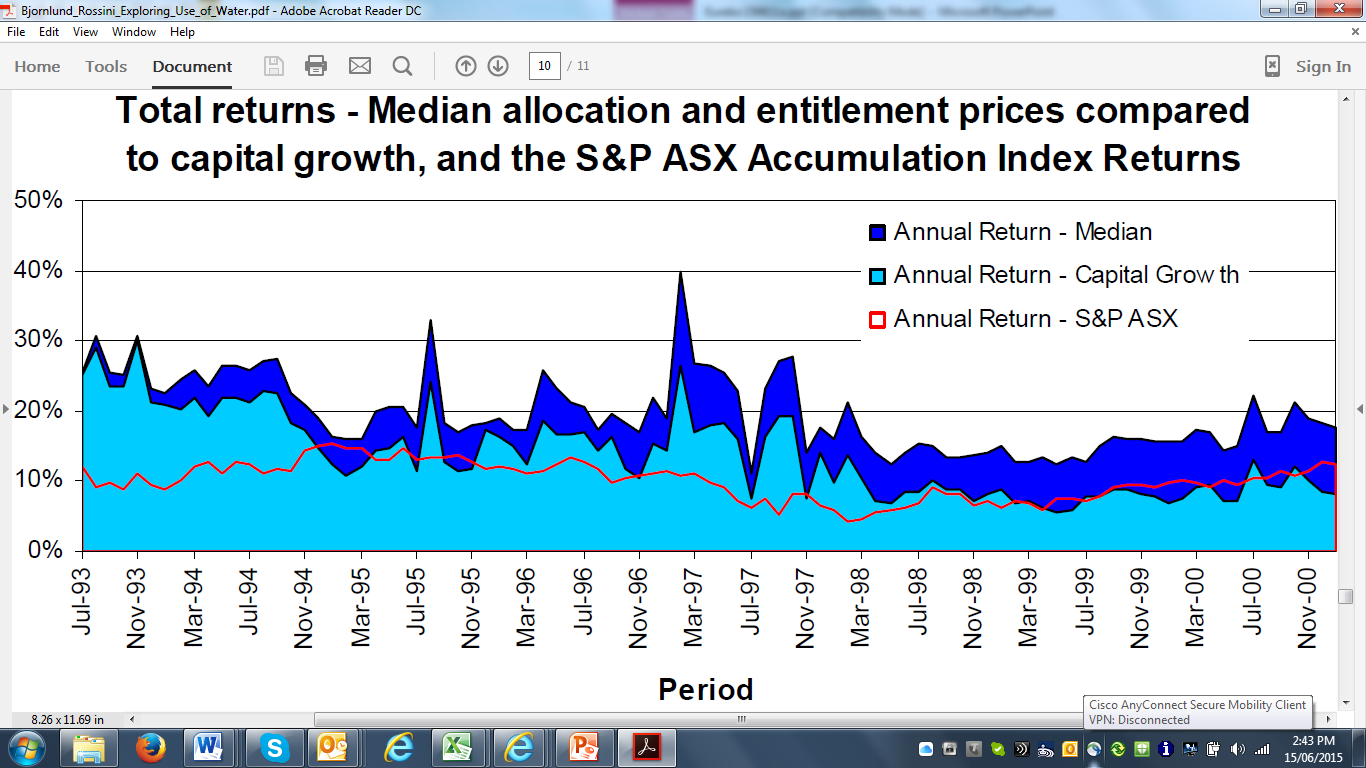 Bjornlund_Rossini_Exploring_Use_of_Water.pdf - Adobe Acrobat Reader DC
File Edit View Window Help
Home Tools Document 10 / 11 Sign In
Total returns - Median allocation and entitlement prices compared
to capital growth, and the S&P ASX Accumulation Index Returns
50%
40%
30%
20%
10%
0%
Annual Return - Median
Annual Return - Capital Growth
Annual Return - S&P ASX
Jul-93 Nov-93 Mar-94 Jul-94 Nov-94 Mar-95 Jul-95 Nov-95 Mar-96 Jul-96 Nov-96 Mar-97 Jul-97 Nov-97 Mar-98 Jul-98 Nov-98 Mar-99 Jul-99 Nov-99 Mar-00 Jul-00 Nov-00
Period
8.26 x 11.69 in
Cisco AnyConnect Secure Mobility Client
VPN: Disconnected
2:43 PM
15/06/2015